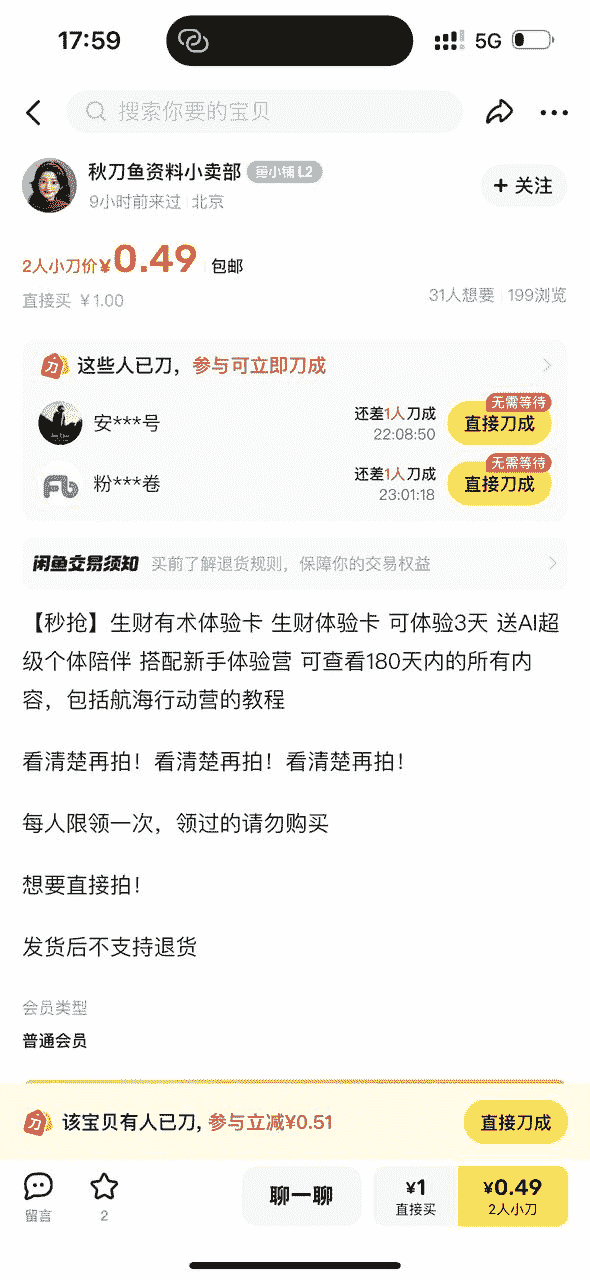 17:59
5G
搜索你要的宝贝
秋刀鱼资料小卖部
鱼小铺 L2
+ 关注
9小时前来过 北京
2人小刀价¥0.49 包邮
直接买 ¥1.00
31人想要 199浏览
这些人已刀，参与可立即刀成
无需等待
安***号
还差1人刀成
直接刀成
22:08:50
无需等待
粉***卷
还差1人刀成
直接刀成
23:01:18
闲鱼交易须知 买前了解退货规则，保障你的交易权益
【秒抢】生财有术体验卡 生财体验卡 可体验3天 送AI超
级个体陪伴 搭配新手体验营 可查看180天内的所有内
容，包括航海行动营的教程
看清楚再拍！看清楚再拍！看清楚再拍！
每人限领一次，领过的请勿购买
想要直接拍！
发货后不支持退货
会员类型
普通会员
刀
该宝贝有人已刀, 参与立减¥0.51
直接刀成
留言
2
聊一聊
¥1
直接买
¥0.49
2人小刀